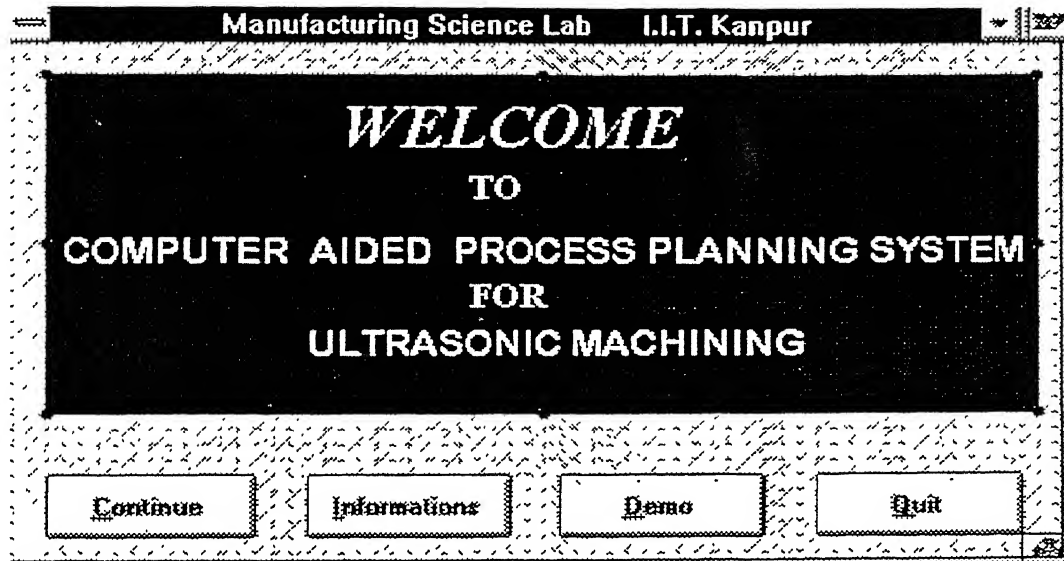 Manufacturing Science Lab I.I.T. Kanpur
WELCOME
TO
COMPUTER AIDED PROCESS PLANNING SYSTEM
FOR
ULTRASONIC MACHINING
Continue Informations Demo Quit